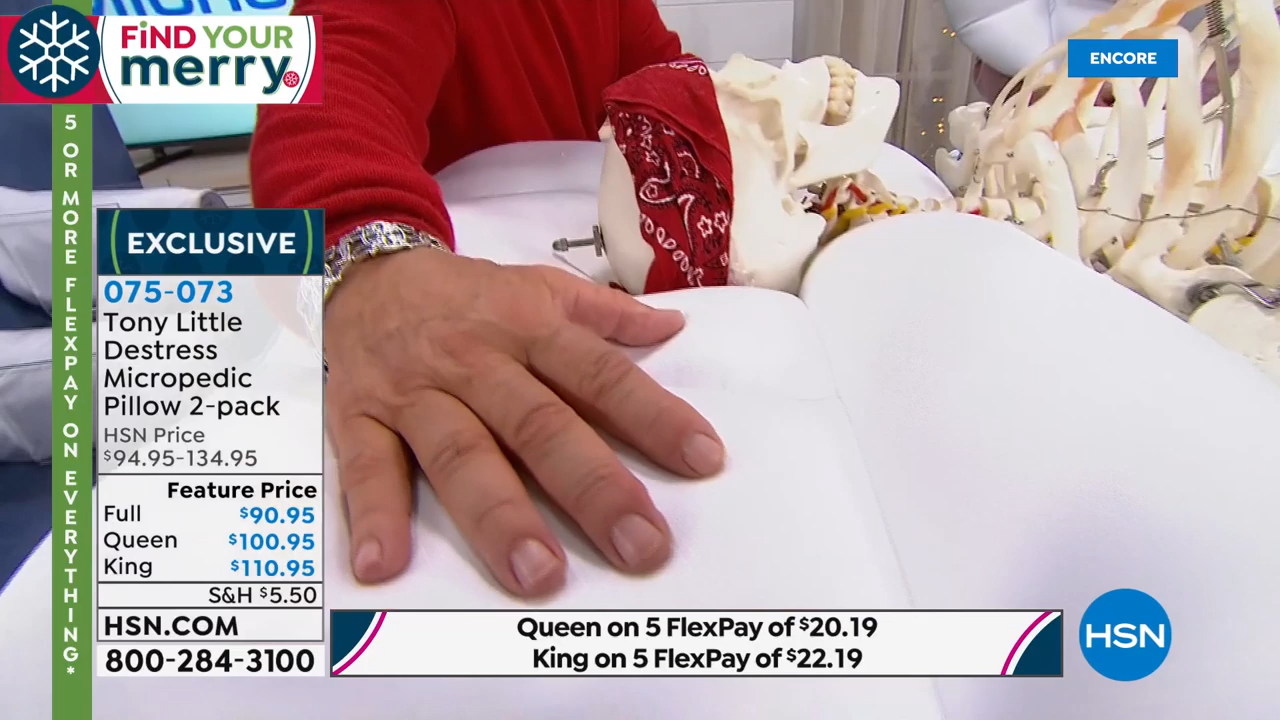 FiND YOUR
merry
ENCORE
5 OR MORE FLEXPAY ON EVERYTHING*
EXCLUSIVE
075-073
Tony Little
Destress
Micropedic
Pillow 2-pack
HSN Price
$94.95-134.95
Feature Price
Full $90.95
Queen $100.95
King $110.95
S&H $5.50
HSN.COM
800-284-3100
Queen on 5 FlexPay of $20.19
King on 5 FlexPay of $22.19
HSN